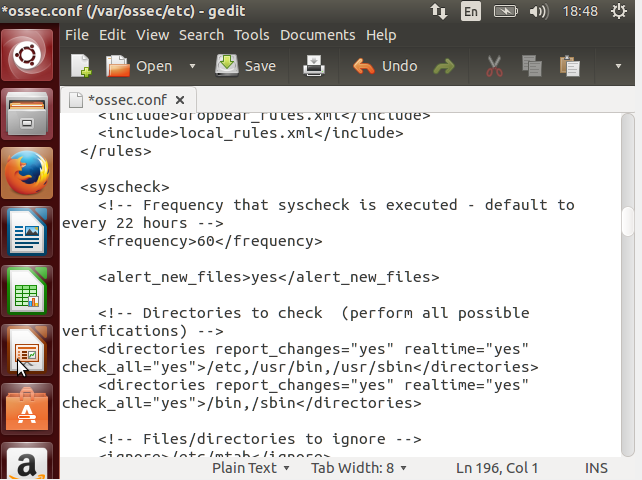 *ossec.conf (/var/ossec/etc) - gedit
En
18:48
File Edit View Search Tools Documents Help
Open
Save
Undo
*ossec.conf ×
<include>dropbear_rules.xml</include>
<include>local_rules.xml</include>
</rules>
<syscheck>
<!-- Frequency that syscheck is executed - default to
every 22 hours -->
<frequency>60</frequency>
<alert_new_files>yes</alert_new_files>
<!-- Directories to check  (perform all possible
verifications) -->
<directories report_changes="yes" realtime="yes"
check_all="yes">/etc,/usr/bin,/usr/sbin</directories>
<directories report_changes="yes" realtime="yes"
check_all="yes">/bin,/sbin</directories>
<!-- Files/directories to ignore -->
<ignore>/etc/mtab</ignore>
Plain Text
Tab Width: 8
Ln 196, Col 1
INS